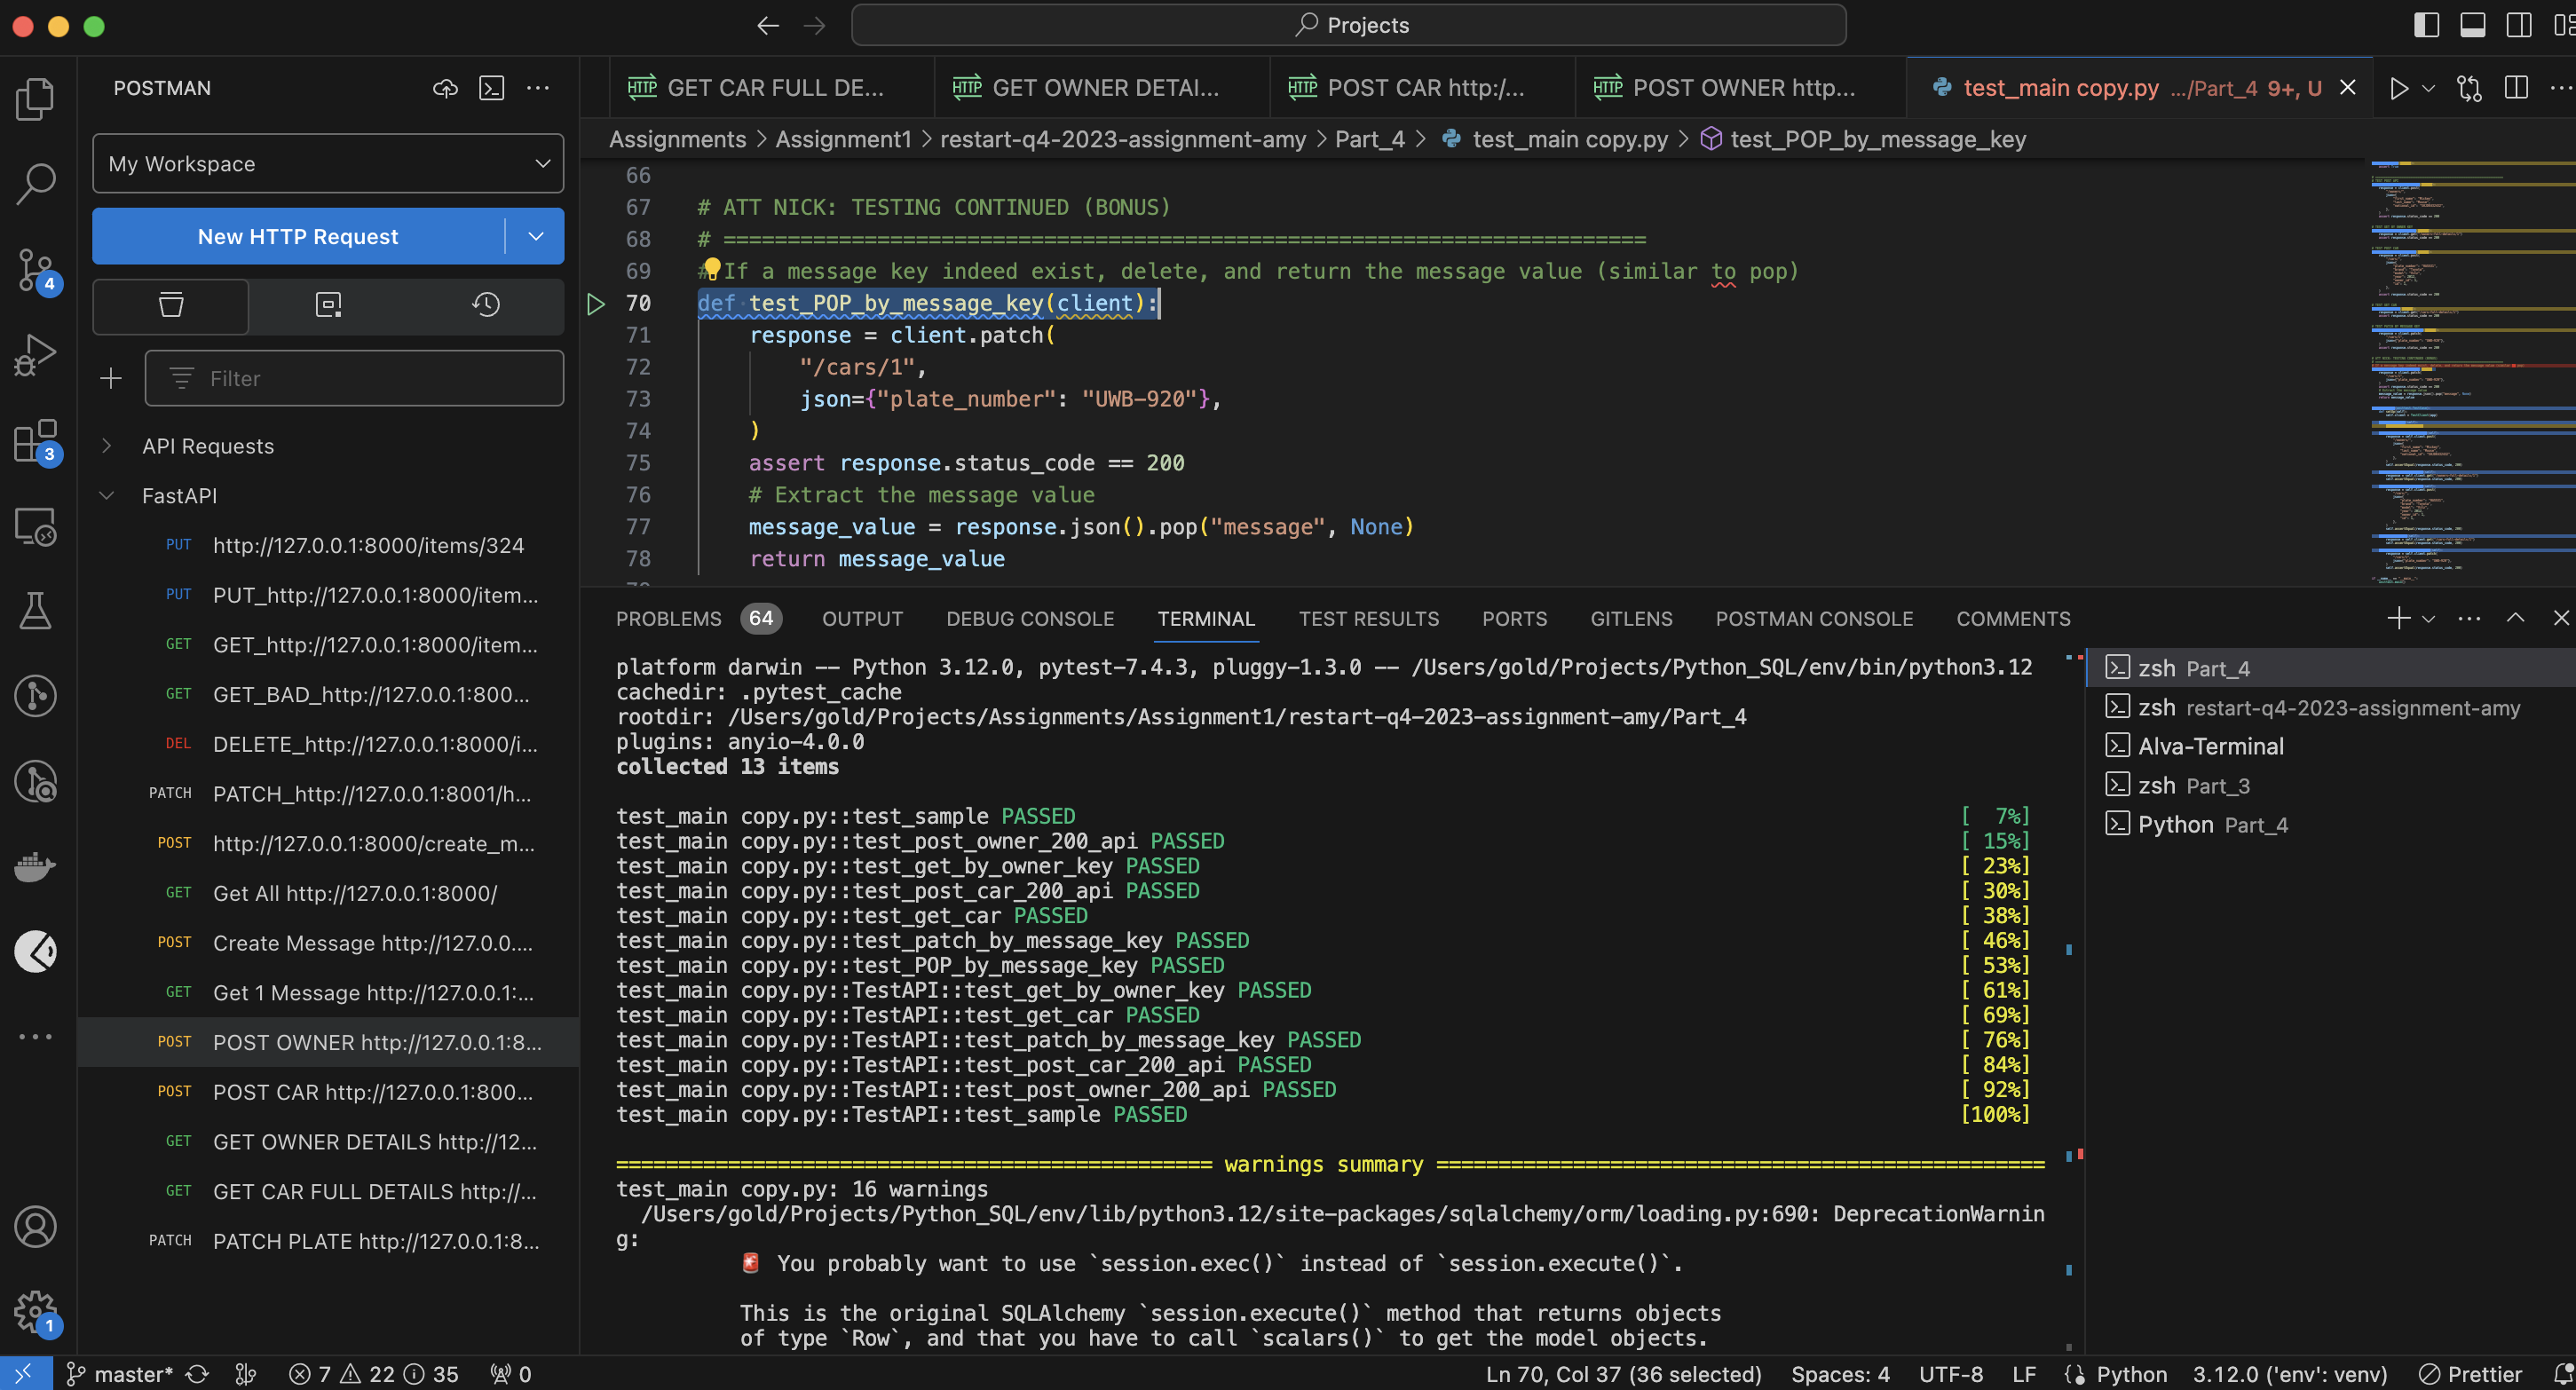 Projects
POSTMAN
My Workspace
New HTTP Request
Filter
API Requests
FastAPI
PUT http://127.0.0.1:8000/items/324
PUT PUT_http://127.0.0.1:8000/item...
GET GET_http://127.0.0.1:8000/item...
GET GET_BAD_http://127.0.0.1:800...
DEL DELETE_http://127.0.0.1:8000/i...
PATCH PATCH_http://127.0.0.1:8001/h...
POST http://127.0.0.1:8000/create_m...
GET Get All http://127.0.0.1:8000/
POST Create Message http://127.0.0....
GET Get 1 Message http://127.0.0.1:...
POST POST OWNER http://127.0.0.1:8...
POST POST CAR http://127.0.0.1:800...
GET GET OWNER DETAILS http://12...
GET GET CAR FULL DETAILS http://...
PATCH PATCH PLATE http://127.0.0.1:8...
4
3
1
HTTP GET CAR FULL DE...
HTTP GET OWNER DETAI...
HTTP POST CAR http:/...
HTTP POST OWNER http...
test_main copy.py .../Part_4 9+, U
Assignments > Assignment1 > restart-q4-2023-assignment-amy > Part_4 > test_main copy.py > test_POP_by_message_key
66
67 # ATT NICK: TESTING CONTINUED (BONUS)
68 # ========================================================================
69 # If a message key indeed exist, delete, and return the message value (similar to pop)
70 def test_POP_by_message_key(client):
71 response = client.patch(
72 "/cars/1",
73 json={"plate_number": "UWB-920"},
74 )
75 assert response.status_code == 200
76 # Extract the message value
77 message_value = response.json().pop("message", None)
78 return message_value
PROBLEMS 64 OUTPUT DEBUG CONSOLE TERMINAL TEST RESULTS PORTS GITLENS POSTMAN CONSOLE COMMENTS
platform darwin -- Python 3.12.0, pytest-7.4.3, pluggy-1.3.0 -- /Users/gold/Projects/Python_SQL/env/bin/python3.12
cachedir: .pytest_cache
rootdir: /Users/gold/Projects/Assignments/Assignment1/restart-q4-2023-assignment-amy/Part_4
plugins: anyio-4.0.0
collected 13 items
test_main copy.py::test_sample PASSED [  7%]
test_main copy.py::test_post_owner_200_api PASSED [ 15%]
test_main copy.py::test_get_by_owner_key PASSED [ 23%]
test_main copy.py::test_post_car_200_api PASSED [ 30%]
test_main copy.py::test_get_car PASSED [ 38%]
test_main copy.py::test_patch_by_message_key PASSED [ 46%]
test_main copy.py::test_POP_by_message_key PASSED [ 53%]
test_main copy.py::TestAPI::test_get_by_owner_key PASSED [ 61%]
test_main copy.py::TestAPI::test_get_car PASSED [ 69%]
test_main copy.py::TestAPI::test_patch_by_message_key PASSED [ 76%]
test_main copy.py::TestAPI::test_post_car_200_api PASSED [ 84%]
test_main copy.py::TestAPI::test_post_owner_200_api PASSED [ 92%]
test_main copy.py::TestAPI::test_sample PASSED [100%]
================================================ warnings summary =================================================
test_main copy.py: 16 warnings
/Users/gold/Projects/Python_SQL/env/lib/python3.12/site-packages/sqlalchemy/orm/loading.py:690: DeprecationWarnin
g:
🚨 You probably want to use `session.exec()` instead of `session.execute()`.
This is the original SQLAlchemy `session.execute()` method that returns objects
of type `Row`, and that you have to call `scalars()` to get the model objects.
zsh Part_4
zsh restart-q4-2023-assignment-amy
Alva-Terminal
zsh Part_3
Python Part_4
master* 7 22 35 0 Ln 70, Col 37 (36 selected) Spaces: 4 UTF-8 LF Python 3.12.0 ('env': venv) Prettier